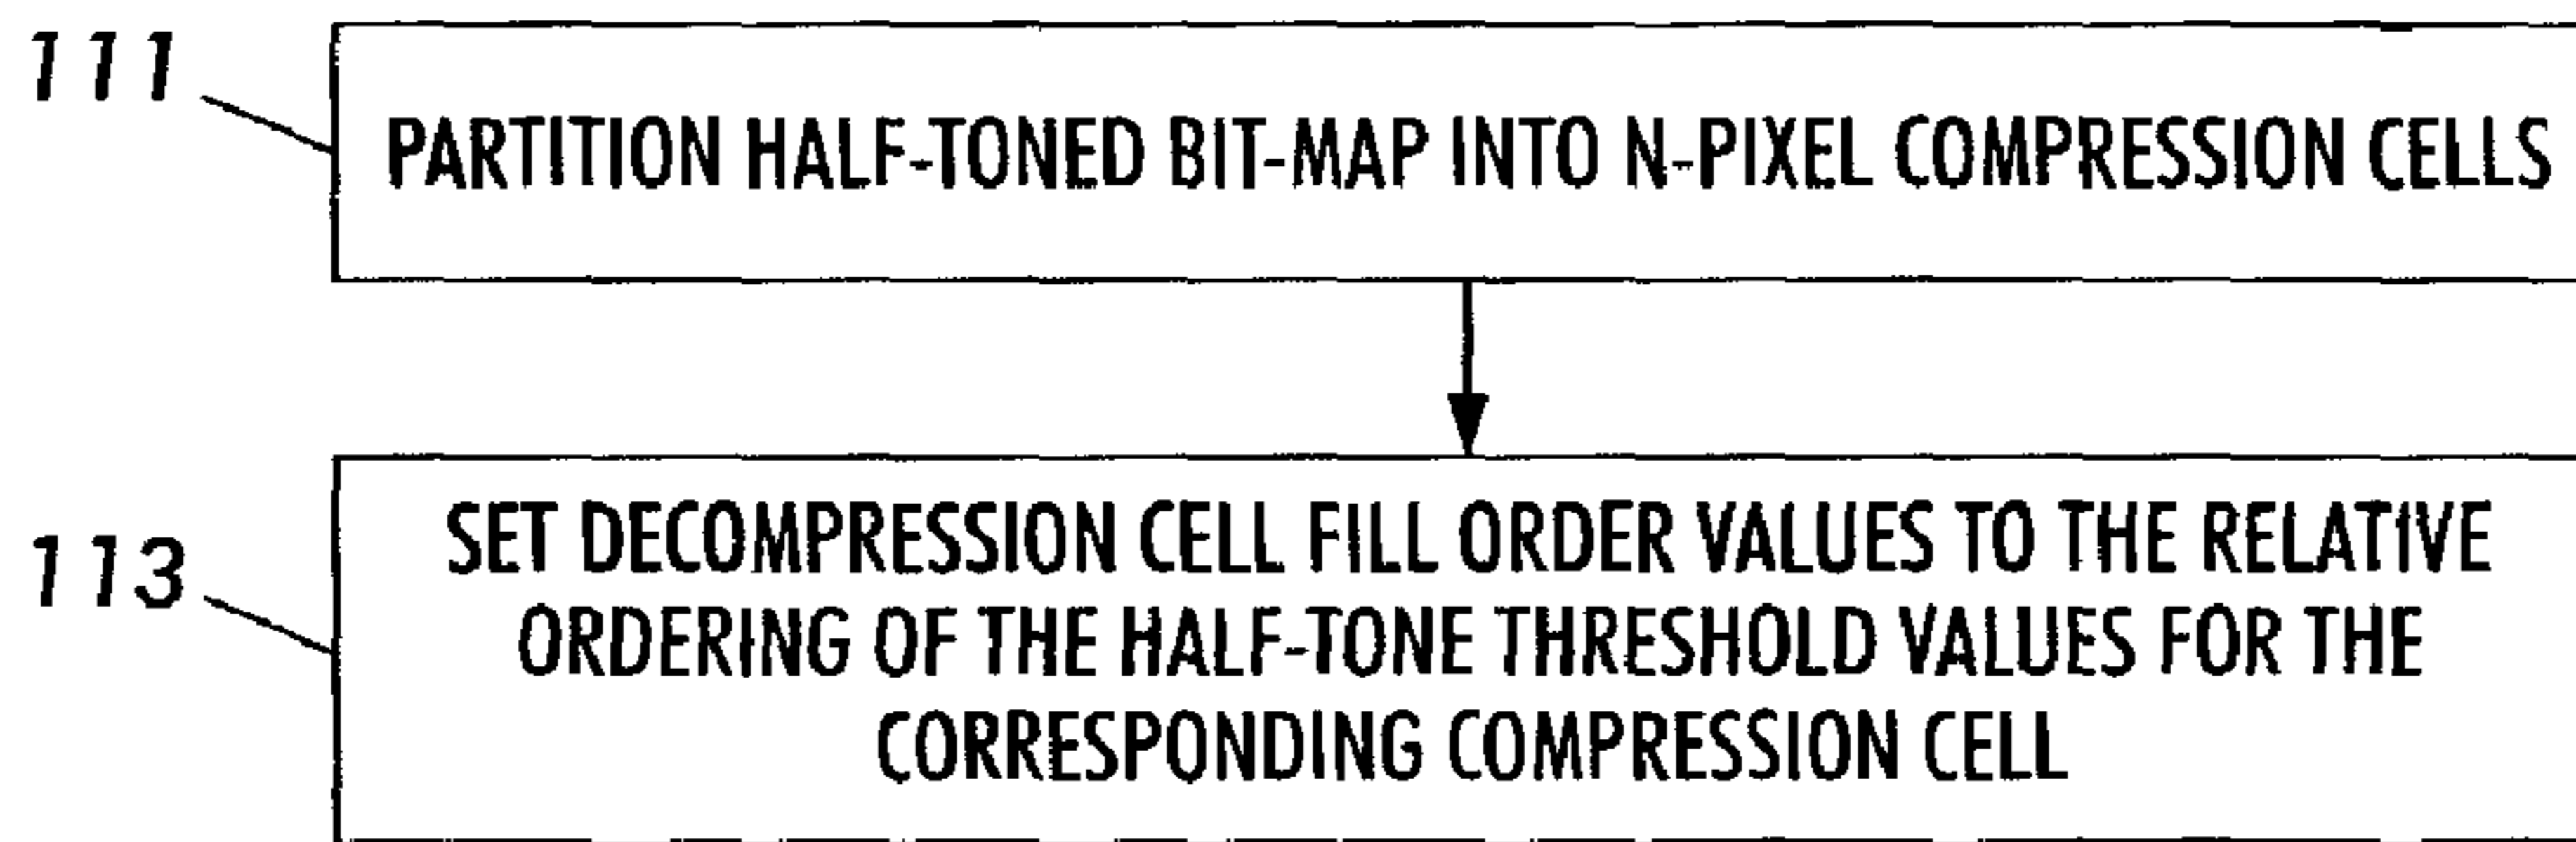 111
PARTITION HALF-TONED BIT-MAP INTO N-PIXEL COMPRESSION CELLS
113
SET DECOMPRESSION CELL FILL ORDER VALUES TO THE RELATIVE
ORDERING OF THE HALF-TONE THRESHOLD VALUES FOR THE
CORRESPONDING COMPRESSION CELL